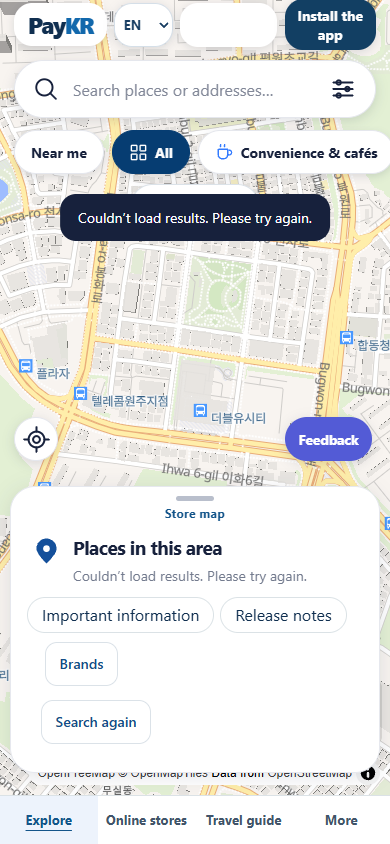 PayKR
EN
Install the
app
Search places or addresses...
Near me
All
Convenience & cafés
Couldn't load results. Please try again.
플라자
텔레콤원주지점
더블유시티
합동청
Bugwon-
Bugwon
Ihwa 6-gil 이화6길
Feedback
Store map
Places in this area
Couldn't load results. Please try again.
Important information
Release notes
Brands
Search again
OpenFreeMap © OpenMapTiles Data from OpenStreetMap
무실동
Explore
Online stores
Travel guide
More